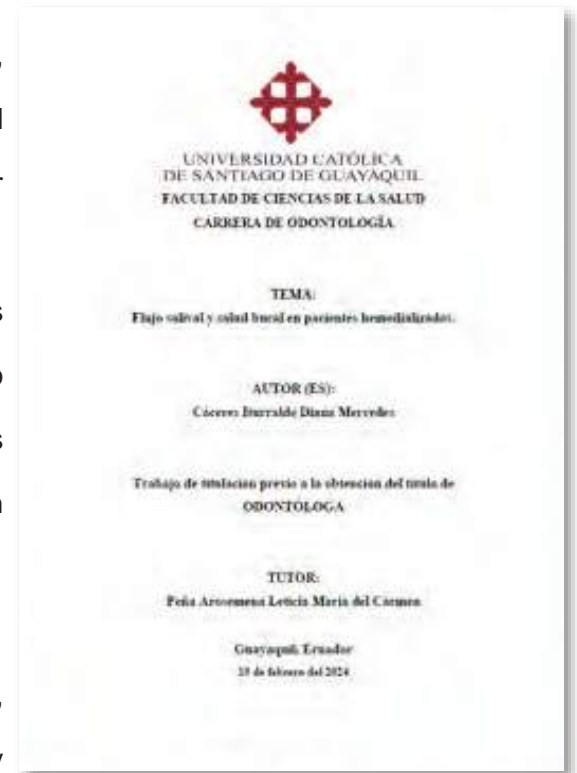 UNIVERSIDAD CATÓLICA
DE SANTIAGO DE GUAYAQUIL
FACULTAD DE CIENCIAS DE LA SALUD
CARRERA DE ODONTOLOGÍA
TEMA:
Flujo salival y salud bucal en pacientes hemodializados.
AUTOR (ES):
Cáceres Iturralde Diana Mercedes
Trabajo de titulación previo a la obtención del título de
ODONTÓLOGA
TUTOR:
Peña Arosemena Leticia María del Carmen
Guayaquil, Ecuador
de febrero del 2024